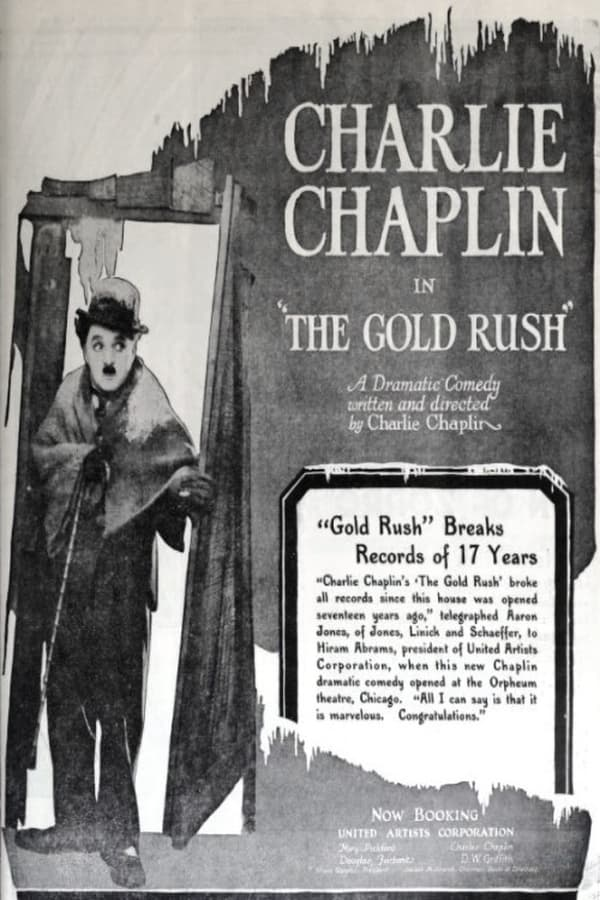 CHARLIE
CHAPLIN
IN
"THE GOLD RUSH"
A Dramatic Comedy
written and directed
by Charlie Chaplin
"Gold Rush" Breaks
Records of 17 Years
"Charlie Chaplin's 'The Gold Rush' broke
all records since this house was opened
seventeen years ago," telegraphed Aaron
Jones, of Jones, Linick and Schaeffer, to
Hiram Abrams, president of United Artists
Corporation, when this new Chaplin
dramatic comedy opened at the Orpheum
theatre, Chicago. "All I can say is that it
is marvelous. Congratulations."
NOW BOOKING
UNITED ARTISTS CORPORATION
Mary Pickford Charles Chaplin
Douglas Fairbanks D.W. Griffith